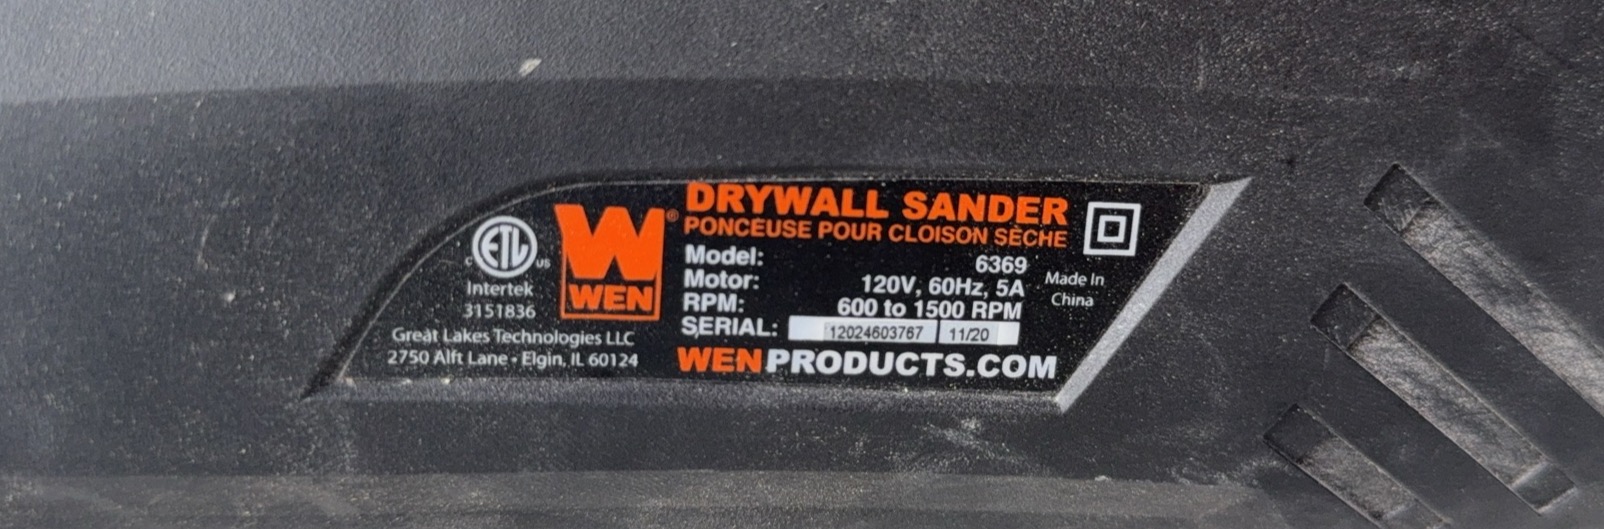 DRYWALL SANDER
PONCEUSE POUR CLOISON SÈCHE
Model: 6369
Motor: 120V, 60Hz, 5A
RPM: 600 to 1500 RPM
SERIAL: 12024603767 11/20
WENPRODUCTS.COM
Made In
China
W®
WEN
C ETL US
Intertek
3151836
Great Lakes Technologies LLC
2750 Alft Lane • Elgin, IL 60124